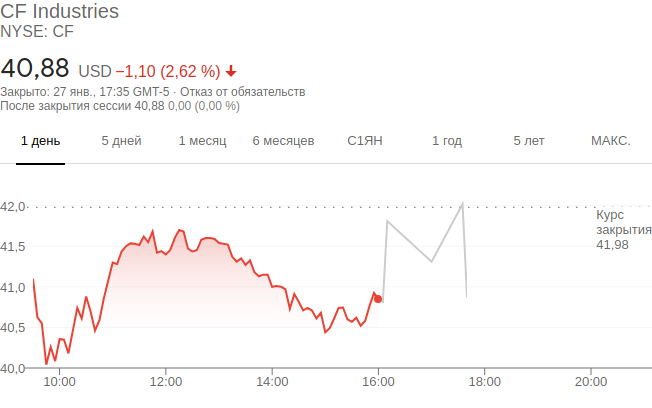 CF Industries
NYSE: CF
40,88 USD −1,10 (2,62 %)
Закрыто: 27 янв., 17:35 GMT-5 · Отказ от обязательств
После закрытия сессии 40,88 0,00 (0,00 %)
1 день 5 дней 1 месяц 6 месяцев С1ЯН 1 год 5 лет МАКС.
42,0
Курс
закрытия
41,98
41,5
41,0
40,5
40,0
10:00 12:00 14:00 16:00 18:00 20:00